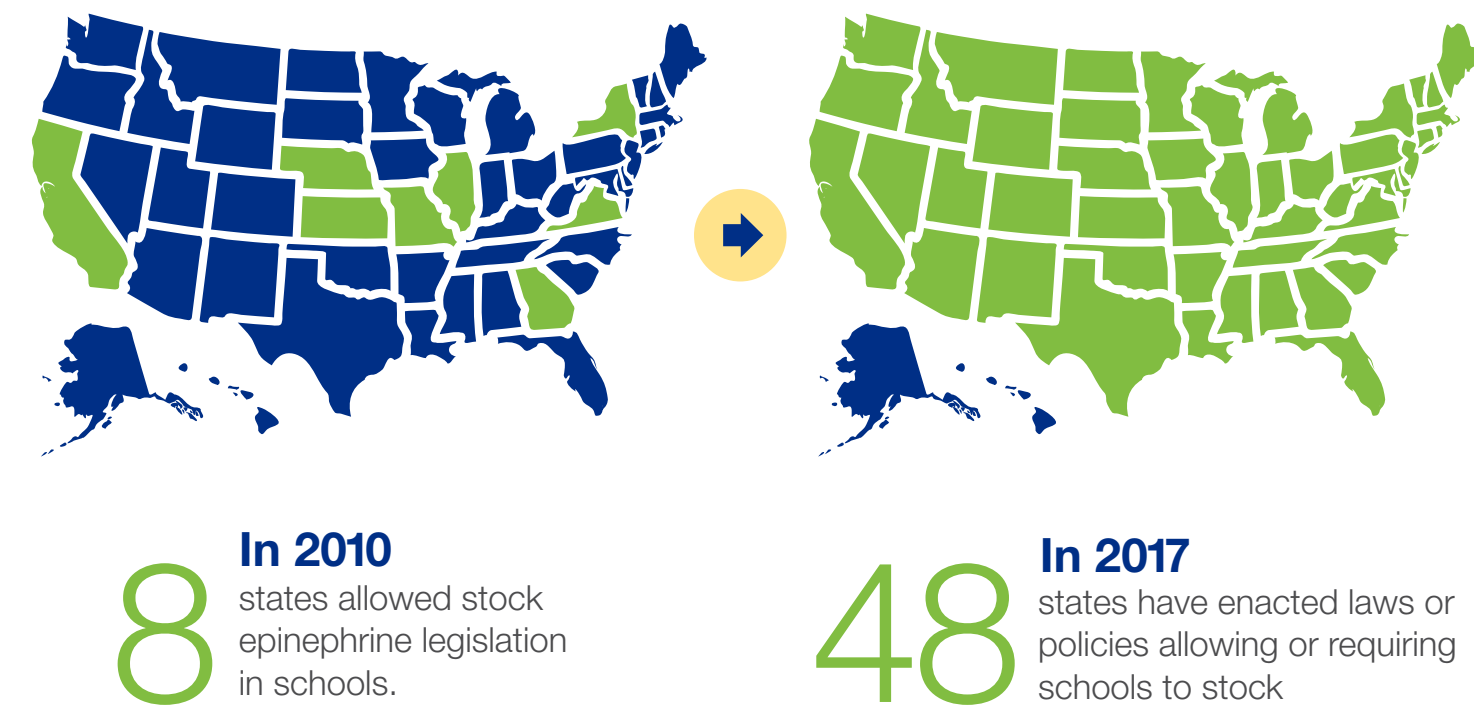 8
In 2010
states allowed stock
epinephrine legislation
in schools.
48
In 2017
states have enacted laws or
policies allowing or requiring
schools to stock